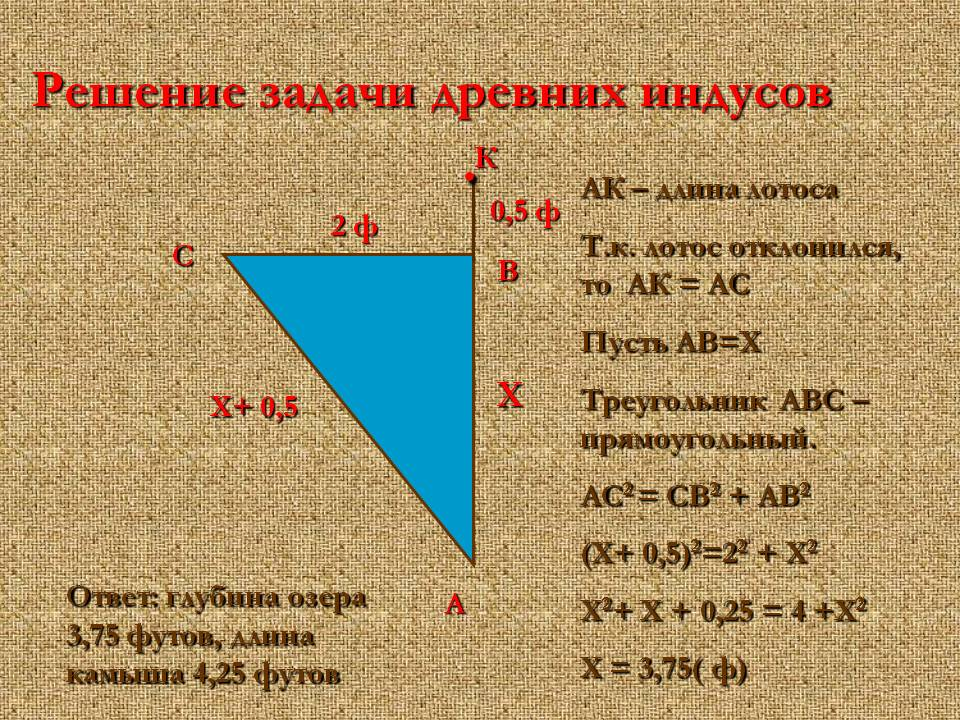 Решение задачи древних индусов
К
0,5 ф
2 ф
С
В
Х+ 0,5
Х
А
АК – длина лотоса
Т.к. лотос отклонился,
то АК = АС
Пусть АВ=Х
Треугольник АВС –
прямоугольный.
АС² = СВ² + АВ²
(Х+ 0,5)²=2² + Х²
Х²+ Х + 0,25 = 4 +Х²
Х = 3,75( ф)
Ответ: глубина озера
3,75 футов, длина
камыша 4,25 футов